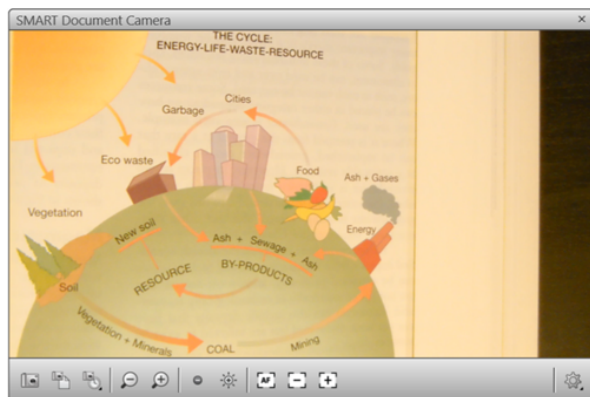 SMART Document Camera
THE CYCLE:
ENERGY-LIFE-WASTE-RESOURCE
Cities
Garbage
Eco waste
Food
Ash + Gases
Vegetation
Energy
New soil
Ash + Sewage + Ash
BY-PRODUCTS
RESOURCE
Soil
Vegetation + Minerals
COAL
Mining
AF